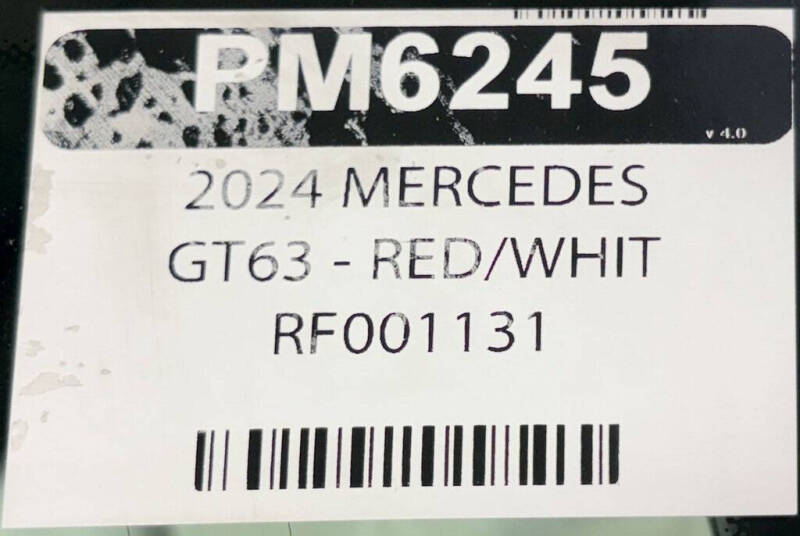 PM6245
v 4.0
2024 MERCEDES
GT63 - RED/WHIT
RF001131